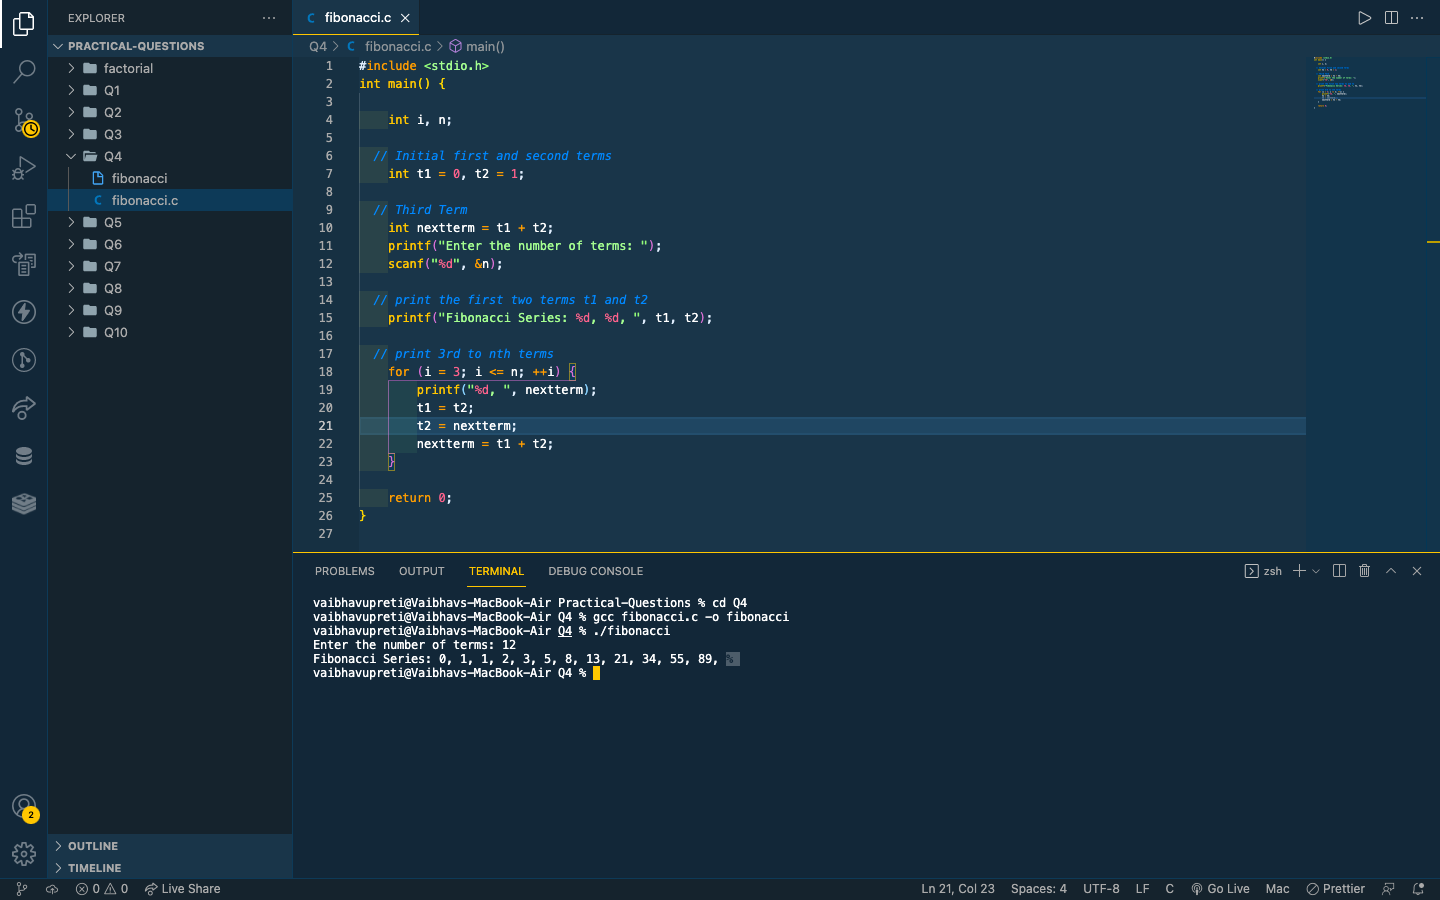 EXPLORER
PRACTICAL-QUESTIONS
factorial
Q1
Q2
Q3
Q4
fibonacci
C fibonacci.c
Q5
Q6
Q7
Q8
Q9
Q10
OUTLINE
TIMELINE
2
C fibonacci.c
Q4 > C fibonacci.c > main()
1 #include <stdio.h>
2 int main() {
3
4     int i, n;
5
6   // Initial first and second terms
7     int t1 = 0, t2 = 1;
8
9   // Third Term
10     int nextterm = t1 + t2;
11     printf("Enter the number of terms: ");
12     scanf("%d", &n);
13
14   // print the first two terms t1 and t2
15     printf("Fibonacci Series: %d, %d, ", t1, t2);
16
17   // print 3rd to nth terms
18     for (i = 3; i <= n; ++i) {
19         printf("%d, ", nextterm);
20         t1 = t2;
21         t2 = nextterm;
22         nextterm = t1 + t2;
23     }
24
25     return 0;
26 }
27
PROBLEMS OUTPUT TERMINAL DEBUG CONSOLE zsh
vaibhavupreti@Vaibhavs-MacBook-Air Practical-Questions % cd Q4
vaibhavupreti@Vaibhavs-MacBook-Air Q4 % gcc fibonacci.c -o fibonacci
vaibhavupreti@Vaibhavs-MacBook-Air Q4 % ./fibonacci
Enter the number of terms: 12
Fibonacci Series: 0, 1, 1, 2, 3, 5, 8, 13, 21, 34, 55, 89, %
vaibhavupreti@Vaibhavs-MacBook-Air Q4 %
0 0 Live Share Ln 21, Col 23 Spaces: 4 UTF-8 LF C Go Live Mac Prettier